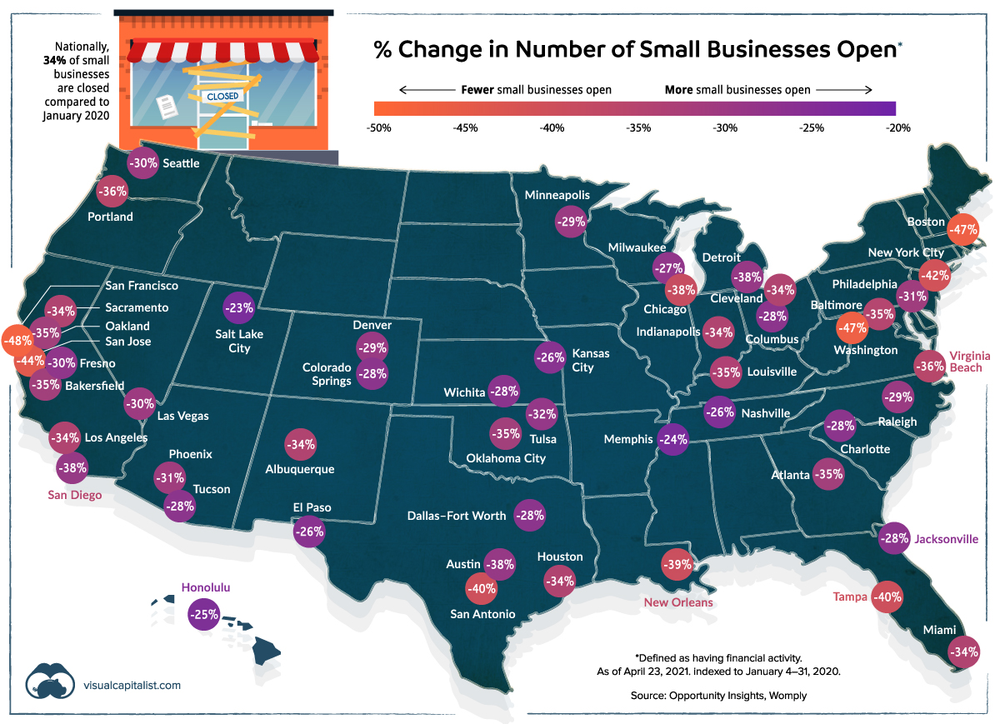 Nationally,
34% of small
businesses
are closed
compared to
January 2020
CLOSED
% Change in Number of Small Businesses Open*
Fewer small businesses open
More small businesses open
-50%
-45%
-40%
-35%
-30%
-25%
-20%
-30% Seattle
-36%
Portland
Minneapolis
-29%
Boston
-47%
Milwaukee
-27%
-38%
Chicago
Detroit
-38%
New York City
-42%
Philadelphia
-31%
-34%
Cleveland
-28%
Columbus
Baltimore
-35%
-47%
Washington
San Francisco
-34% Sacramento
-35% Oakland
-48% San Jose
-44% -30% Fresno
-35% Bakersfield
-23%
Salt Lake
City
Denver
-29%
Colorado
Springs
-28%
-26% Kansas
City
Indianapolis -34%
-35% Louisville
-36% Virginia
Beach
-30%
Las Vegas
Wichita -28%
-32%
Tulsa
-35%
Oklahoma City
-26% Nashville
Memphis -24%
-29%
Raleigh
-28%
Charlotte
-34% Los Angeles
-38%
San Diego
Phoenix
-31%
Tucson
-28%
-34%
Albuquerque
Atlanta -35%
El Paso
-26%
Dallas–Fort Worth -28%
-28% Jacksonville
Austin -38%
-40%
San Antonio
Houston
-34%
-39%
New Orleans
Tampa -40%
Miami
-34%
Honolulu
-25%
*Defined as having financial activity.
As of April 23, 2021. indexed to January 4–31, 2020.
Source: Opportunity Insights, Womply
visualcapitalist.com